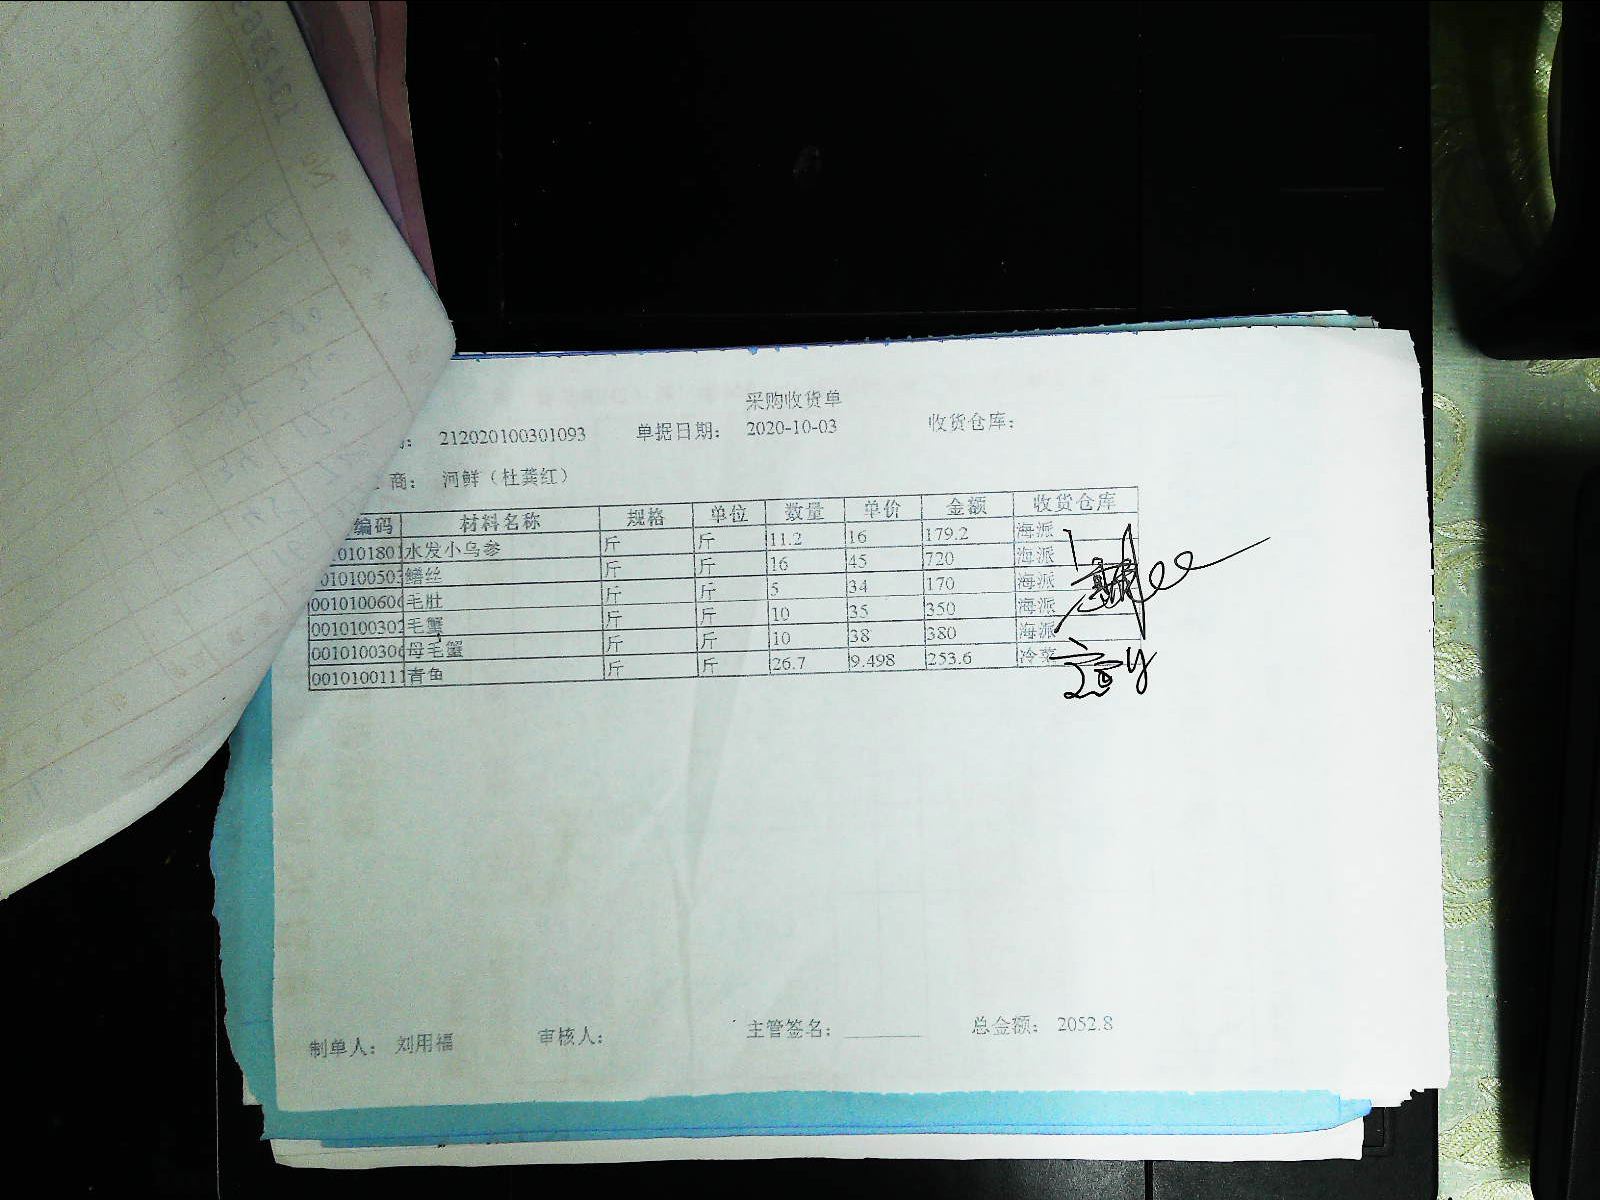 采购收货单
212020100301093 单据日期： 2020-10-03 收货仓库：
商： 河鲜（杜龚红）
编码 材料名称 规格 单位 数量 单价 金额 收货仓库
水发小乌参 斤 斤 11.2 16 179.2 海派
鳝丝 斤 斤 16 45 720 海派
0010100606 毛肚 斤 斤 5 34 170 海派
0010100302 毛蟹 斤 斤 10 35 350 海派
0010100306 母毛蟹 斤 斤 10 38 380 海派
0010100111 青鱼 斤 斤 26.7 9.498 253.6 冷菜
制单人： 刘用福 审核人： 主管签名： 总金额： 2052.8